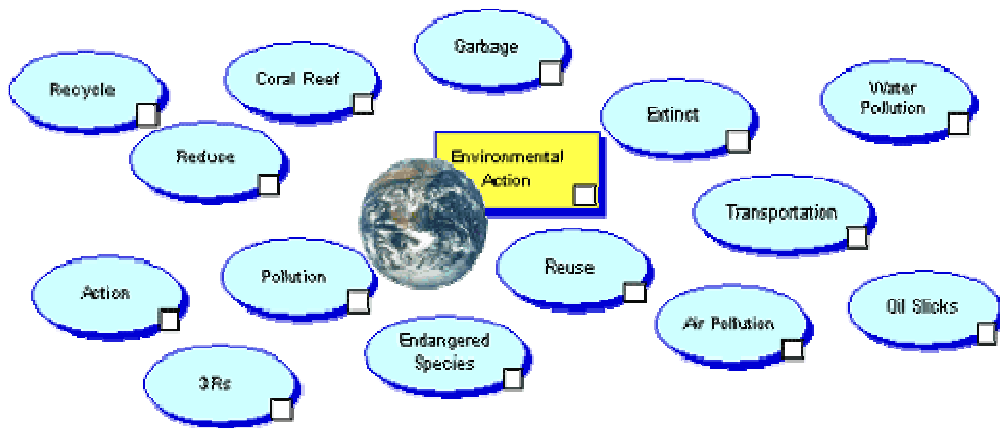 Garbage
Recycle
Coral Reef
Extinct
Water
Pollution
Reduce
Environmental
Action
Transportation
Action
Pollution
Reuse
Air Pollution
Oil Slicks
Endangered
Species
3Rs